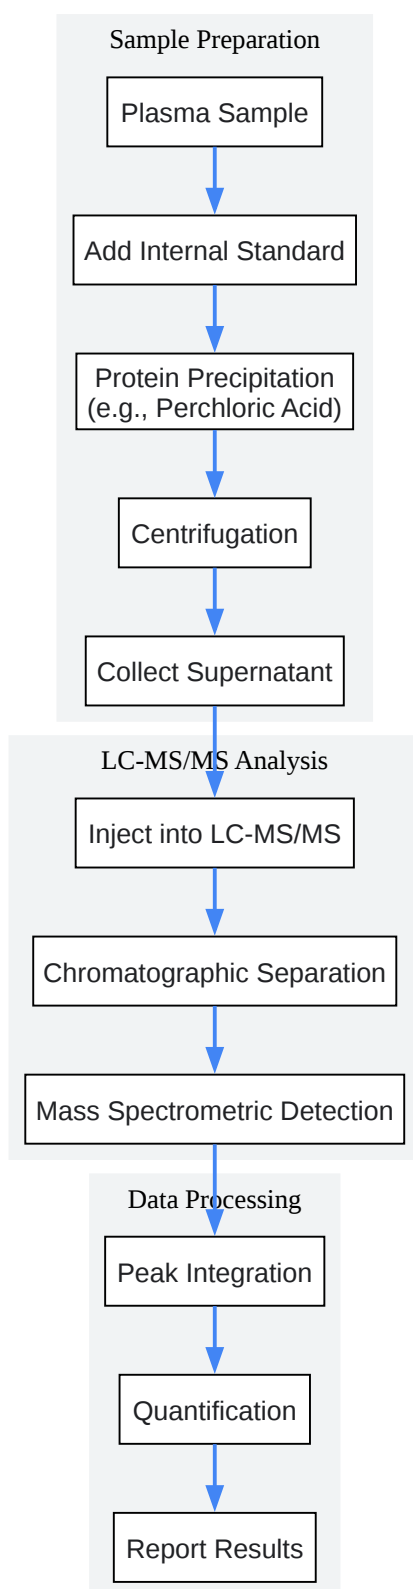 Sample Preparation
Plasma Sample
Add Internal Standard
Protein Precipitation
(e.g., Perchloric Acid)
Centrifugation
Collect Supernatant
LC-MS/MS Analysis
Inject into LC-MS/MS
Chromatographic Separation
Mass Spectrometric Detection
Data Processing
Peak Integration
Quantification
Report Results